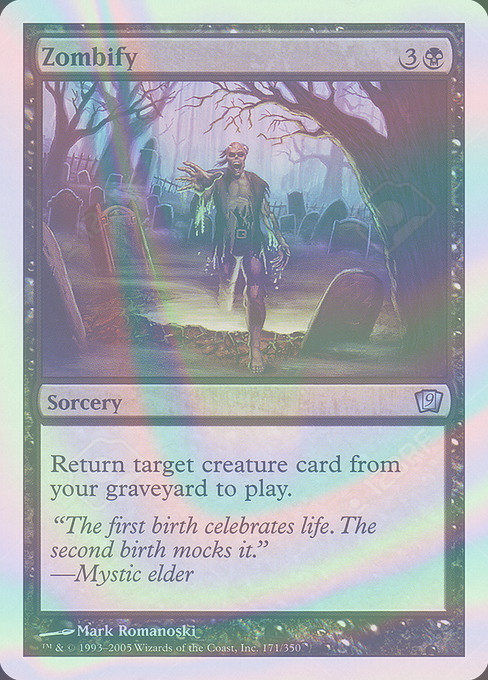 Zombify 3
Sorcery 9
Return target creature card from
your graveyard to play.
“The first birth celebrates life. The
second birth mocks it.”
—Mystic elder
Mark Romanoski
™ & © 1993–2005 Wizards of the Coast, Inc. 171/350